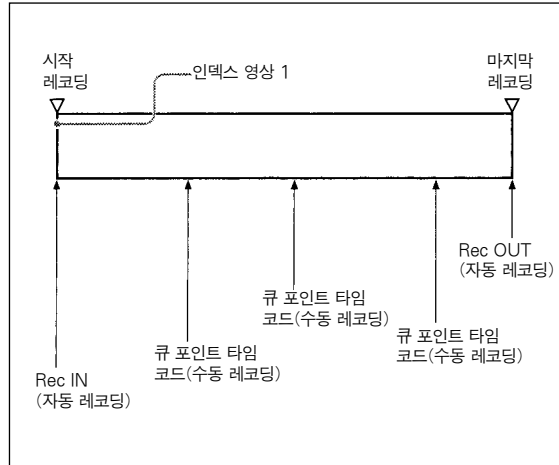 시작
레코딩
인덱스 영상 1
마지막
레코딩
Rec OUT
(자동 레코딩)
큐 포인트 타임
코드(수동 레코딩)
큐 포인트 타임
코드(수동 레코딩)
큐 포인트 타임
코드(수동 레코딩)
Rec IN
(자동 레코딩)